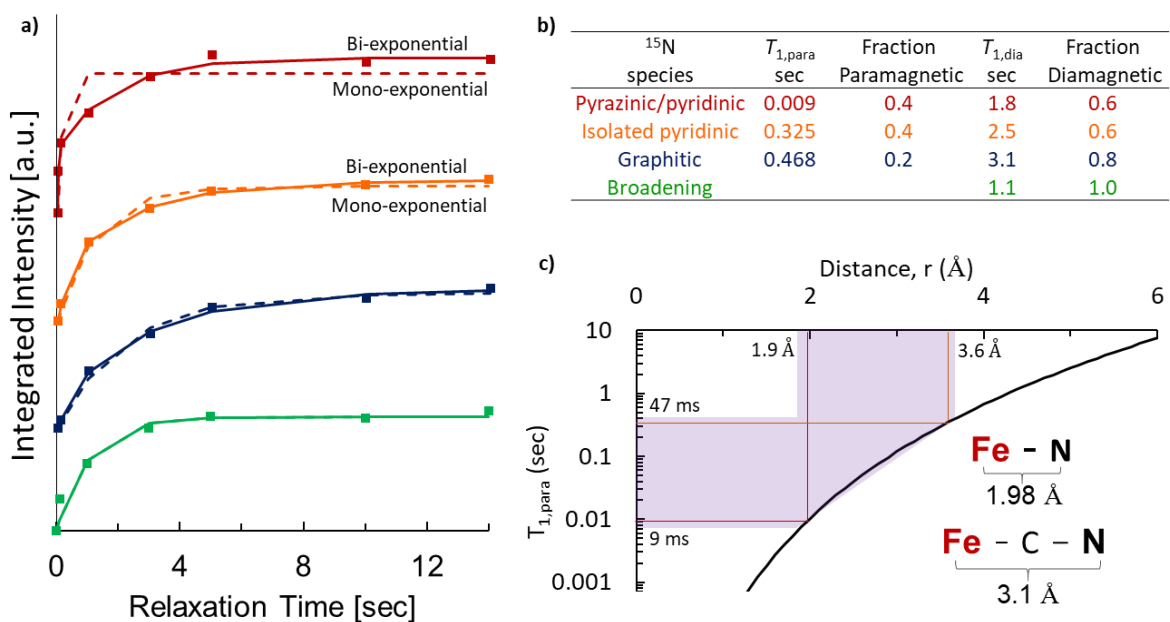 a.)
Integrated Intensity [a.u.]
Bi-exponential
Mono-exponential
Bi-exponential
Mono-exponential
0 4 8 12
Relaxation Time [sec]
b)
15N species T1,para sec Fraction Paramagnetic T1,dia sec Fraction Diamagnetic
Pyrazinic/pyridinic 0.009 0.4 1.8 0.6
Isolated pyridinic 0.325 0.4 2.5 0.6
Graphitic 0.468 0.2 3.1 0.8
Broadening 1.1 1.0
c)
Distance, r (Å)
0 2 4 6
T1,para (sec)
10
1
0.1
0.01
0.001
1.9 Å
3.6 Å
47 ms
9 ms
Fe – N
1.98 Å
Fe – C – N
3.1 Å